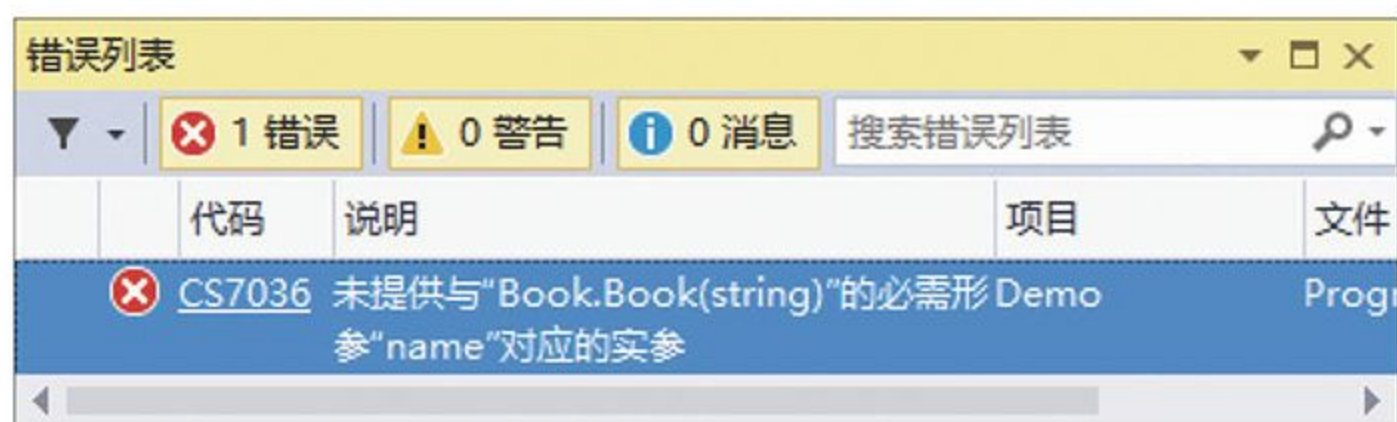 错误列表
1 错误 0 警告 0 消息 搜索错误列表
代码 说明 项目 文件
CS7036 未提供与“Book.Book(string)”的必需形 Demo Progr
参“name”对应的实参